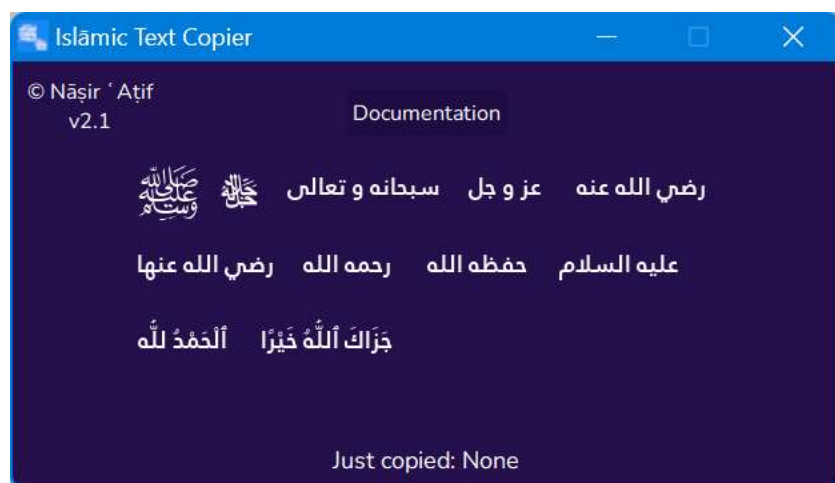 Islāmic Text Copier
© Nāṣir ʿAṭif
v2.1
Documentation
ﷺ ﷻ سبحانه و تعالى عز و جل رضي الله عنه
رضي الله عنها رحمه الله حفظه الله عليه السلام
ٱلْحَمْدُ للَّٰه جَزَاكَ ٱللَّٰهُ خَيْرًا
Just copied: None